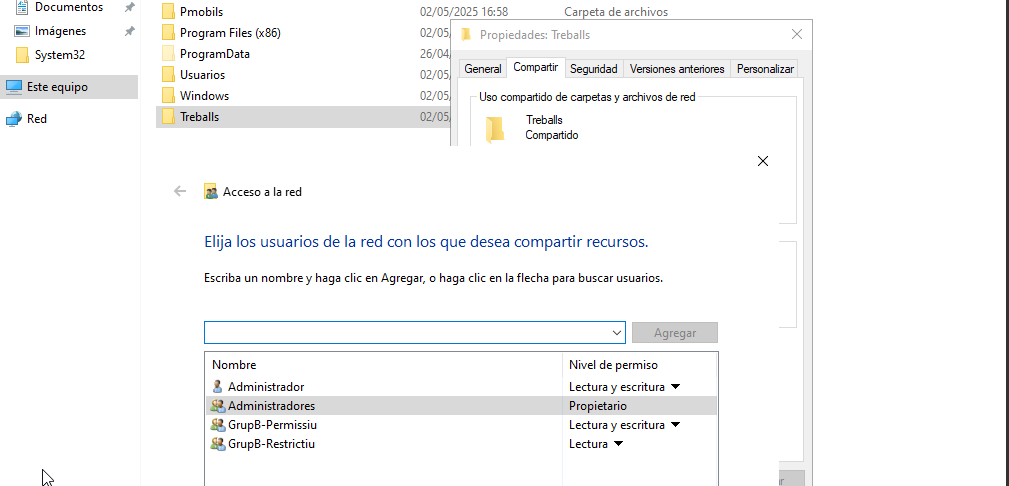 Documentos
Imágenes
System32
Este equipo
Red
Pmobils 02/05/2025 16:58 Carpeta de archivos
Program Files (x86) 02/05/
ProgramData 26/04/
Usuarios 02/05/
Windows 02/05/
Treballs 02/05/
Propiedades: Treballs
General Compartir Seguridad Versiones anteriores Personalizar
Uso compartido de carpetas y archivos de red
Treballs
Compartido
Acceso a la red
Elija los usuarios de la red con los que desea compartir recursos.
Escriba un nombre y haga clic en Agregar, o haga clic en la flecha para buscar usuarios.
Agregar
Nombre Nivel de permiso
Administrador Lectura y escritura
Administradores Propietario
GrupB-Permissiu Lectura y escritura
GrupB-Restrictiu Lectura